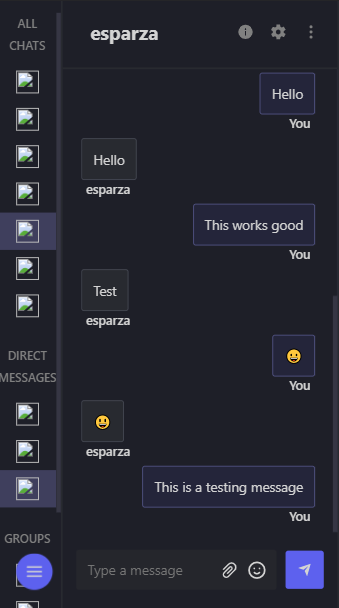 ALL
CHATS
DIRECT
MESSAGES
GROUPS
esparza
Hello
You
Hello
esparza
This works good
You
Test
esparza
😀
You
😃
esparza
This is a testing message
You
Type a message